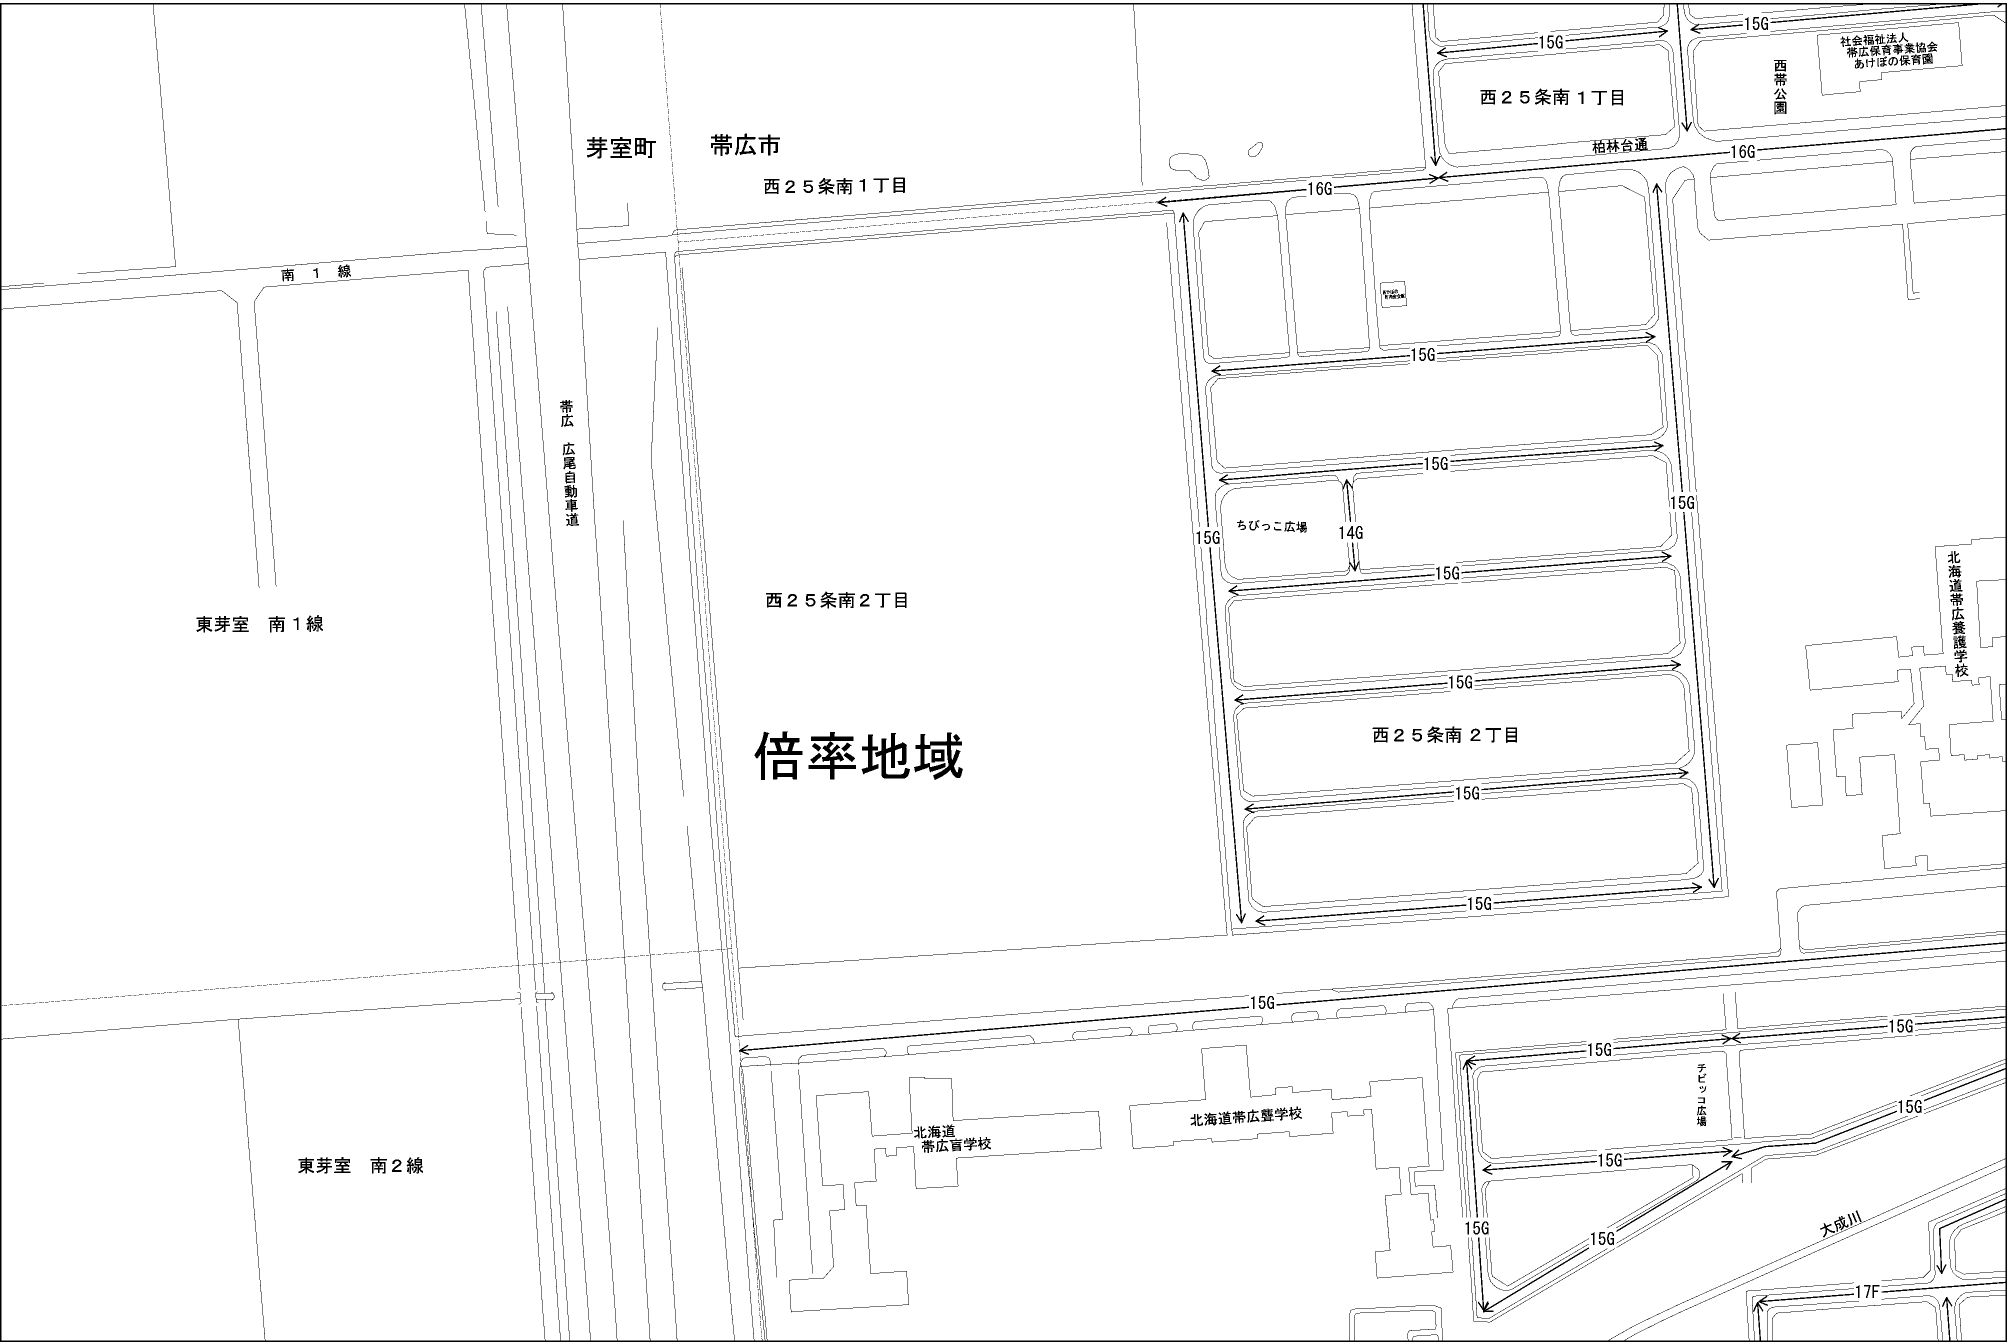 15G
15G
社会福祉法人
帯広保育事業協会
あけぼの保育園
西帯公園
西２５条南１丁目
芽室町
帯広市
柏林台通
16G
西２５条南１丁目
16G
南　１　線
15G
帯広　広尾自動車道
15G
15G
15G
ちびっこ広場
14G
15G
15G
北海道帯広養護学校
西２５条南２丁目
東芽室　南１線
15G
西２５条南２丁目
倍率地域
15G
15G
15G
15G
15G
チビッコ広場
15G
北海道帯広聾学校
北海道
帯広盲学校
東芽室　南２線
15G
15G
15G
大成川
17F